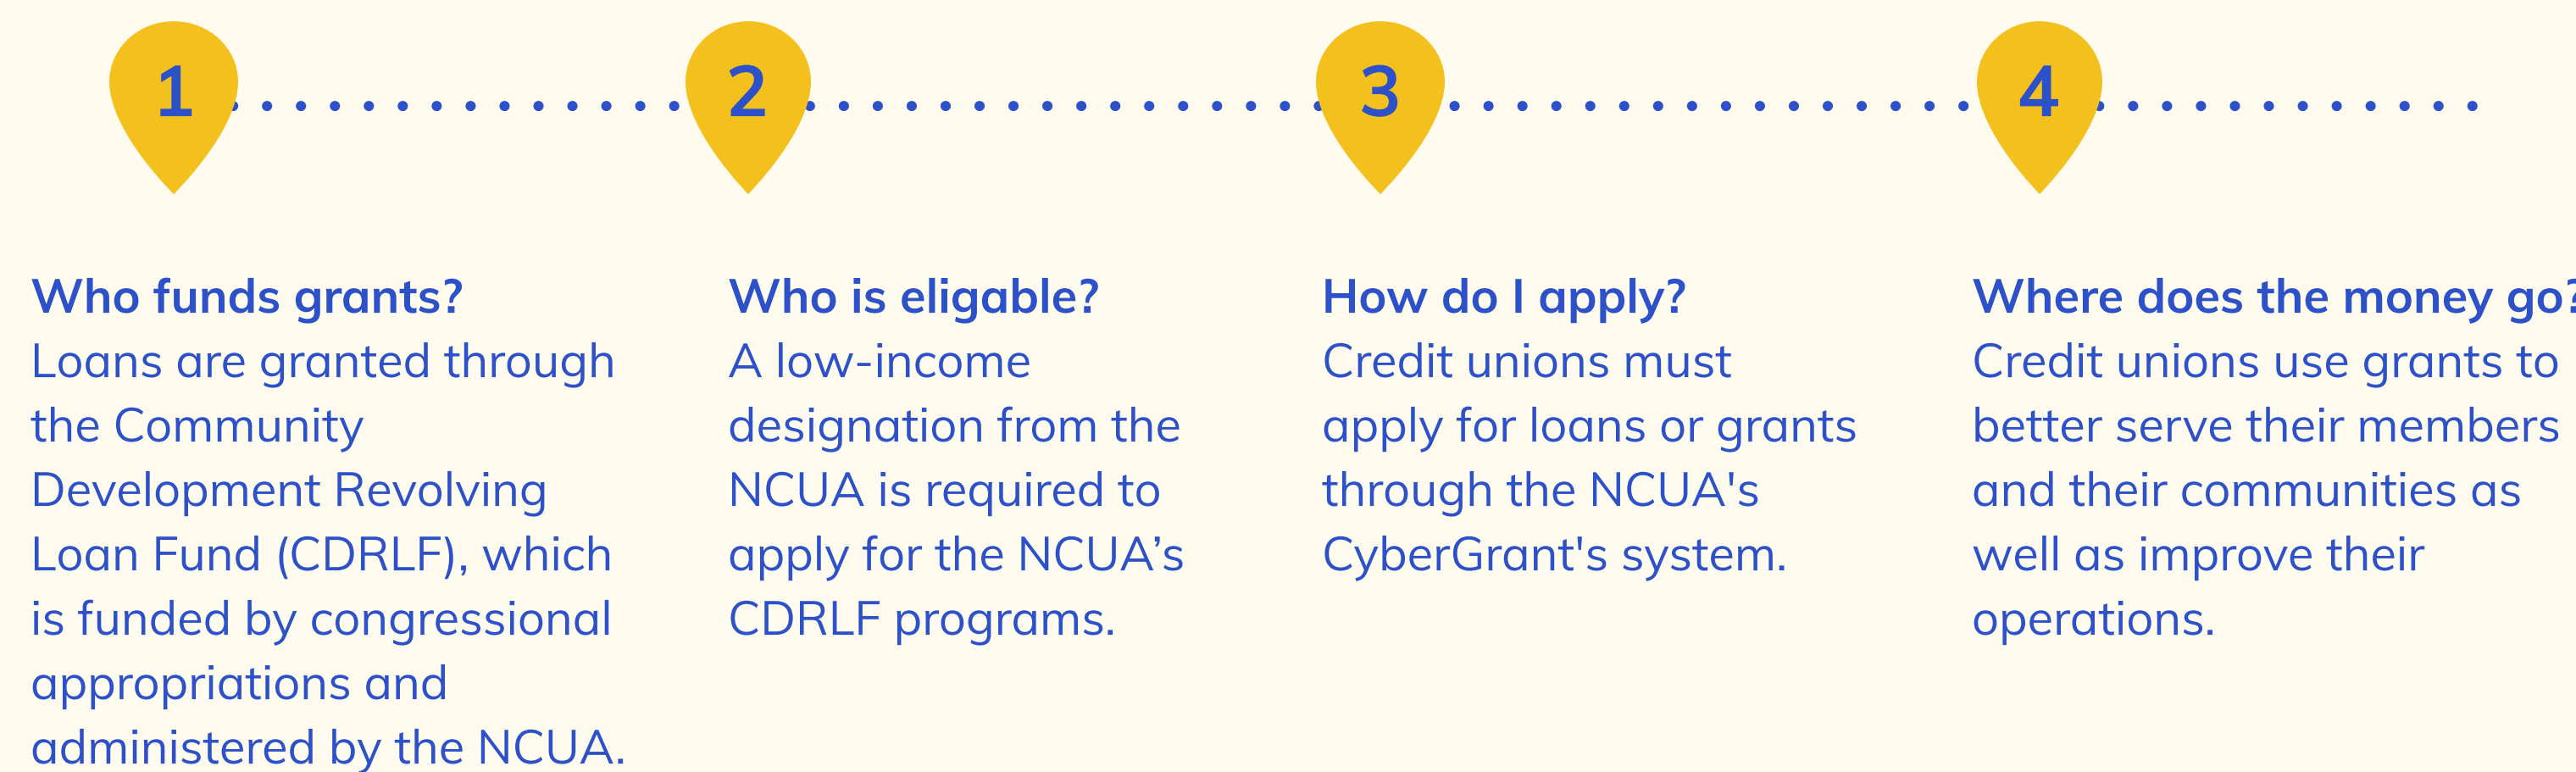 1
2
3
4
Who funds grants?
Loans are granted through
the Community
Development Revolving
Loan Fund (CDRLF), which
is funded by congressional
appropriations and
administered by the NCUA.
Who is eligable?
A low-income
designation from the
NCUA is required to
apply for the NCUA’s
CDRLF programs.
How do I apply?
Credit unions must
apply for loans or grants
through the NCUA's
CyberGrant's system.
Where does the money go?
Credit unions use grants to
better serve their members
and their communities as
well as improve their
operations.